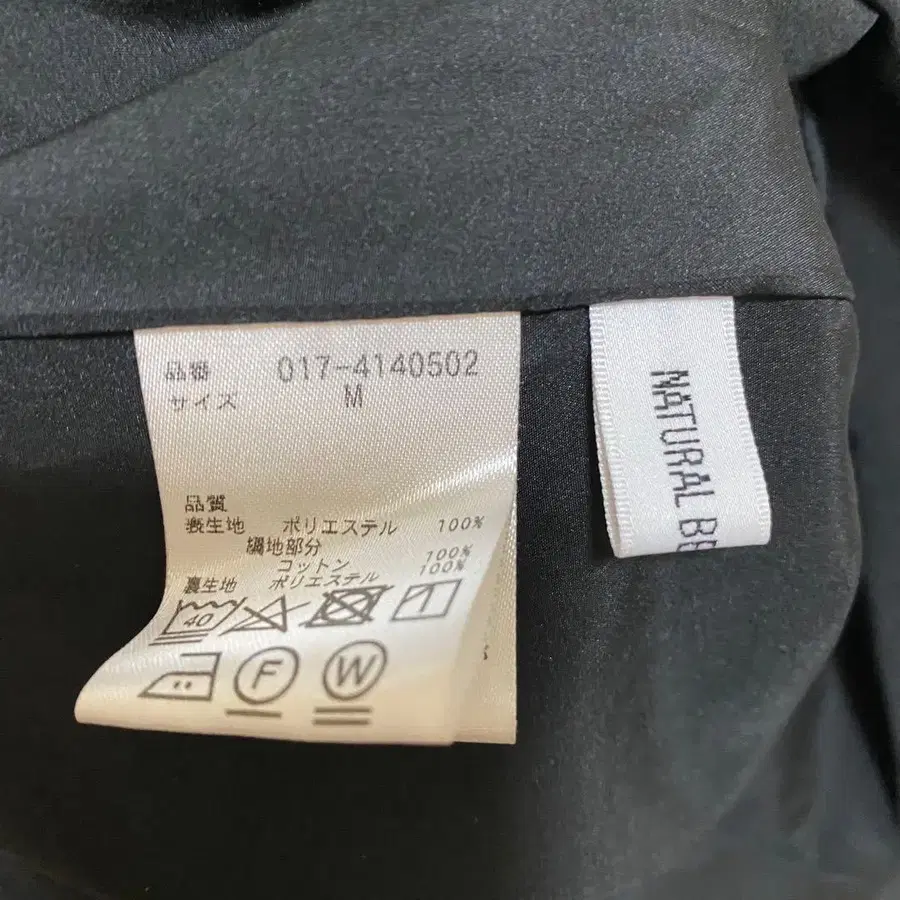 品番 017-4140502
サイズ M
品質
表生地 ポリエステル 100%
綿地部分
コットン 100%
裏生地 ポリエステル 100%
40
F
W
NATURAL BE